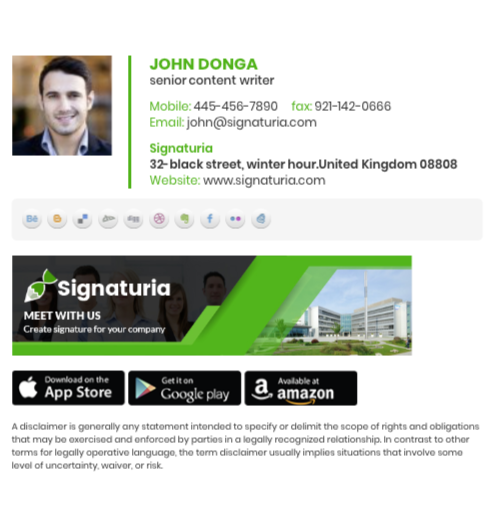 JOHN DONGA
senior content writer
Mobile: 445-456-7890 fax: 921-142-0666
Email: john@signaturia.com
Signaturia
32-black street, winter hour.United Kingdom 08808
Website: www.signaturia.com
Bē
digg
f
Signaturia
MEET WITH US
Create signature for your company
Download on the
App Store
Get it on
Google play
Available at
amazon
A disclaimer is generally any statement intended to specify or delimit the scope of rights and obligations
that may be exercised and enforced by parties in a legally recognized relationship. In contrast to other
terms for legally operative language, the term disclaimer usually implies situations that involve some
level of uncertainty, waiver, or risk.